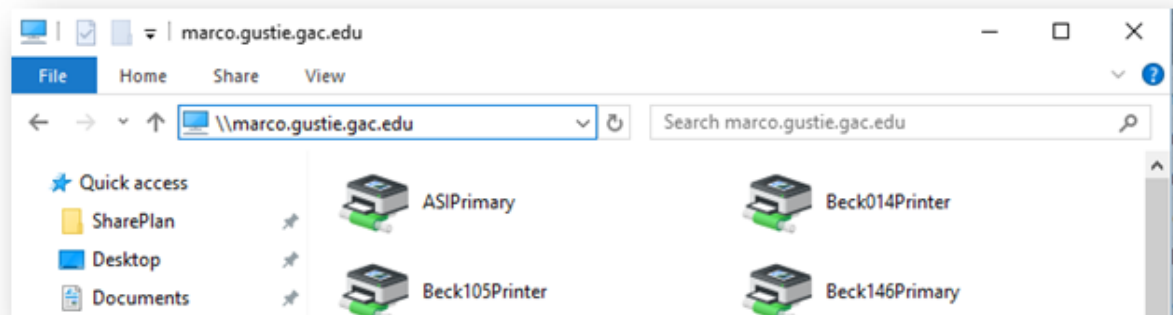 marco.gustie.gac.edu
File Home Share View
\\marco.gustie.gac.edu Search marco.gustie.gac.edu
Quick access
SharePlan
Desktop
Documents
ASIPrimary Beck014Printer
Beck105Printer Beck146Primary